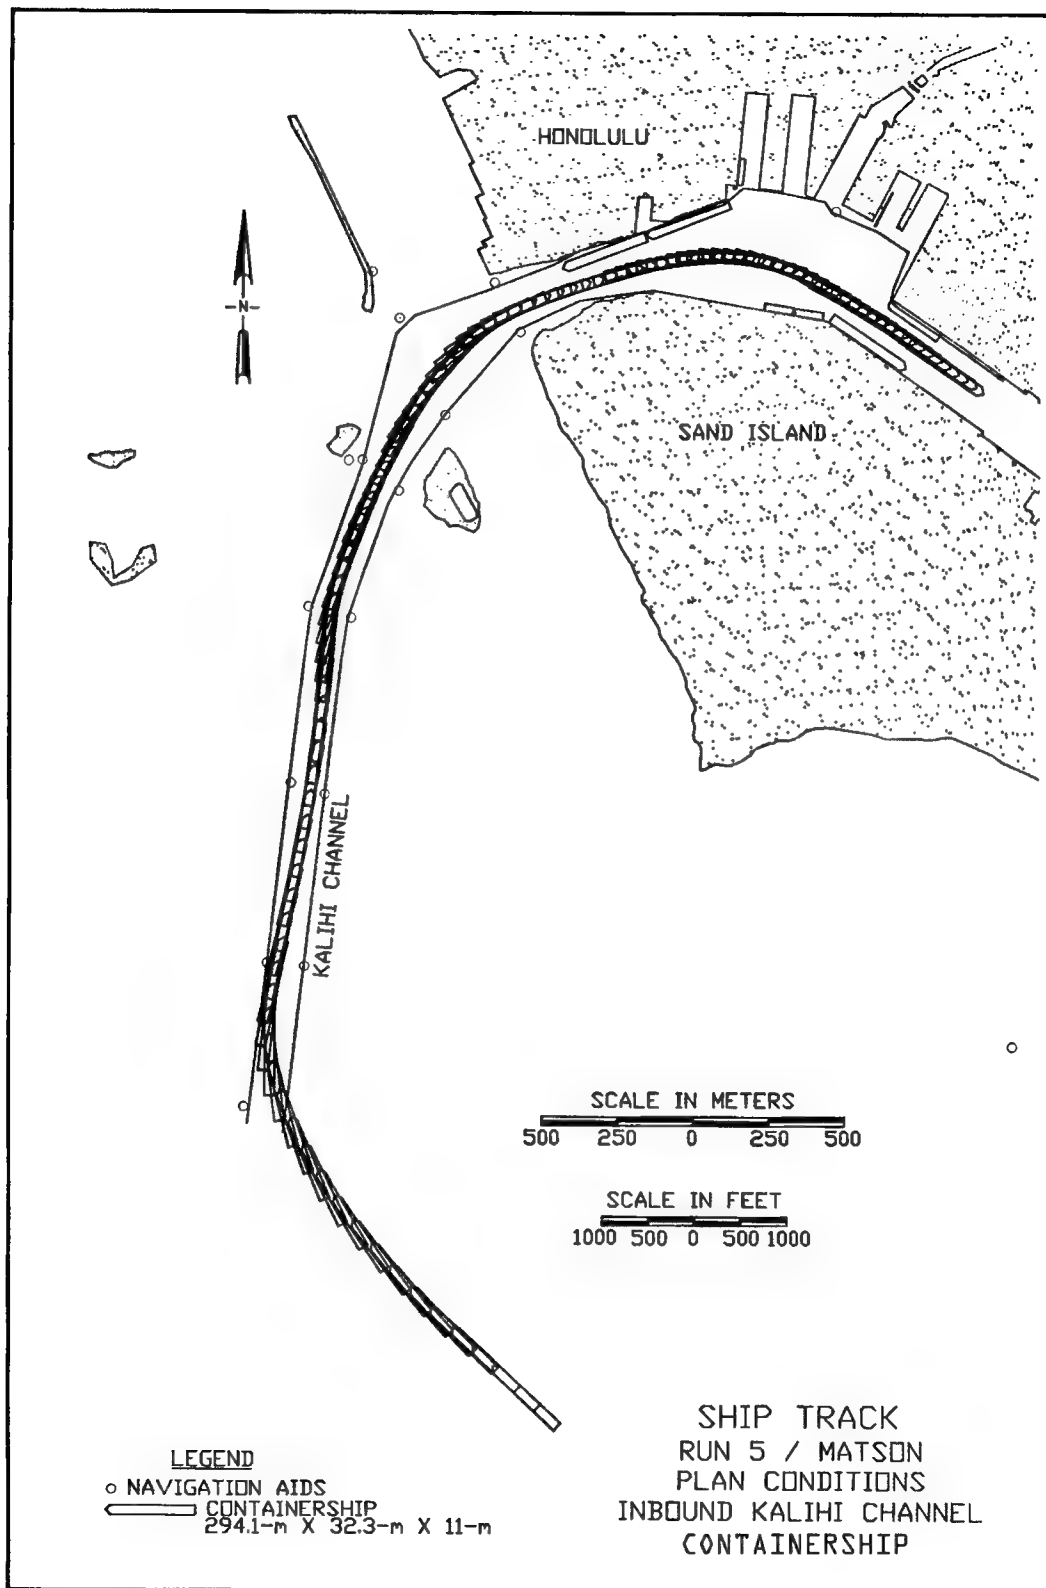 HONOLULU
-N-
SAND ISLAND
KALIHI CHANNEL
SCALE IN METERS
500 250 0 250 500
SCALE IN FEET
1000 500 0 500 1000
SHIP TRACK
RUN 5 / MATSON
PLAN CONDITIONS
INBOUND KALIHI CHANNEL
CONTAINERSHIP
LEGEND
NAVIGATION AIDS
CONTAINERSHIP
294.1-m X 32.3-m X 11-m